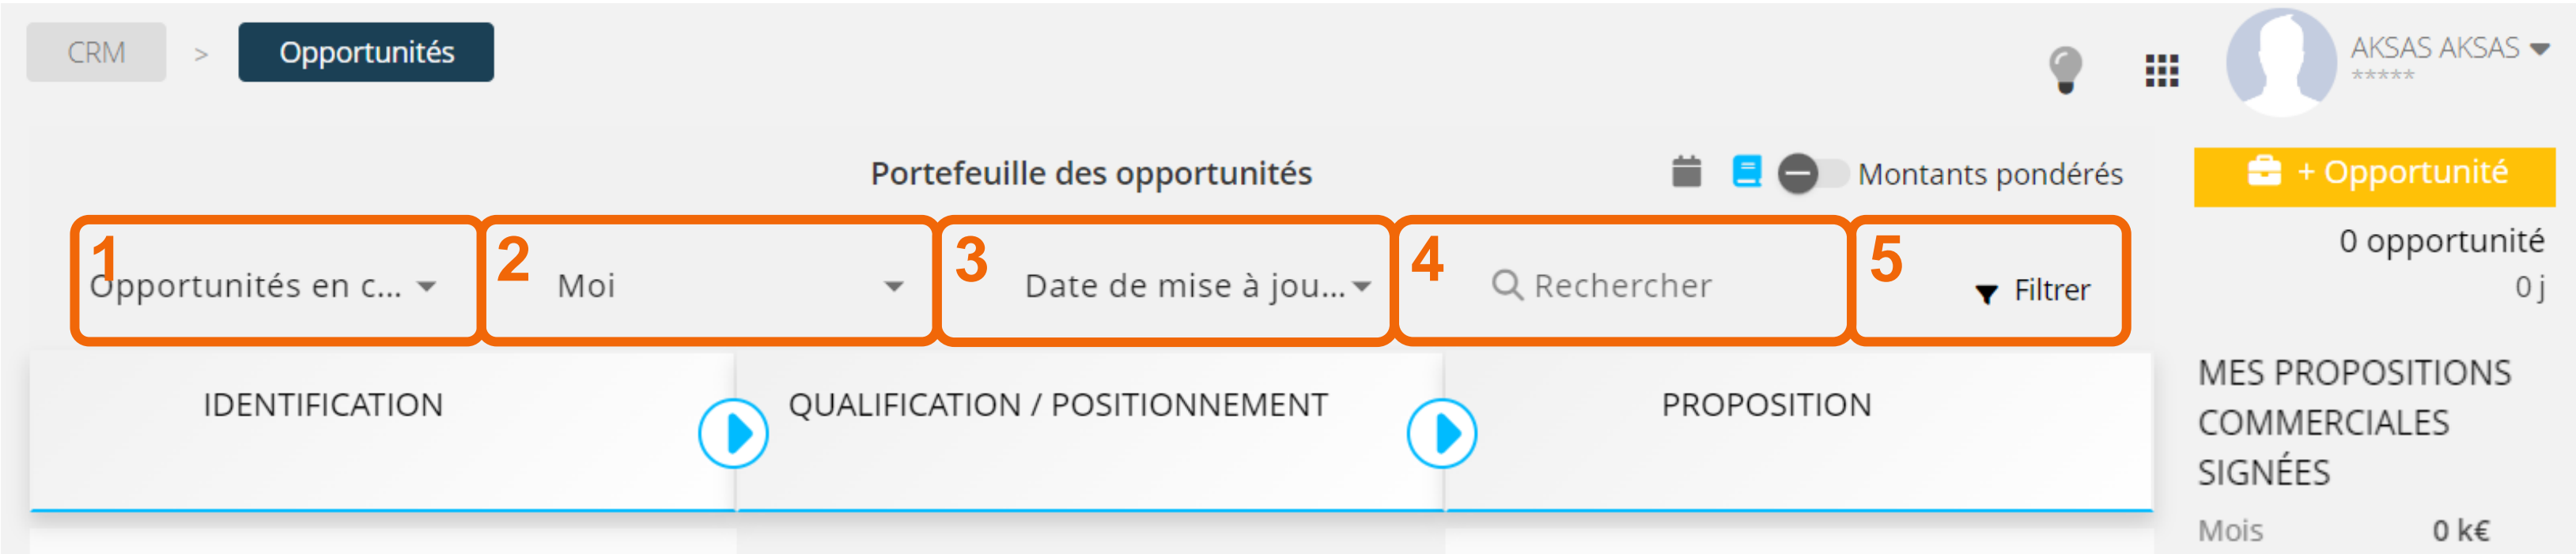 CRM > Opportunités
AKSAS AKSAS
*****
Portefeuille des opportunités
Montants pondérés
+ Opportunité
1 Opportunités en c...
2 Moi
3 Date de mise à jou...
4 Rechercher
5 Filtrer
0 opportunité
0 j
IDENTIFICATION
QUALIFICATION / POSITIONNEMENT
PROPOSITION
MES PROPOSITIONS
COMMERCIALES
SIGNÉES
Mois 0 k€